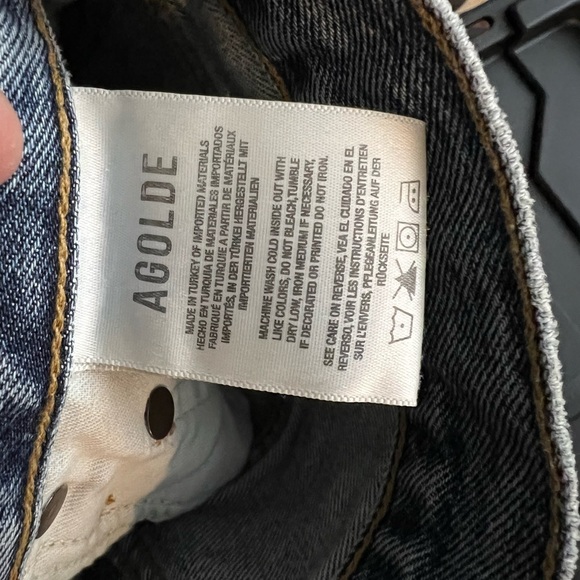 AGOLDE
MADE IN TURKEY OF IMPORTED MATERIALS
HECHO EN TURQUIA DE MATERIALES IMPORTADOS
FABRIQUÉ EN TURQUIE A PARTIR DE MATÉRIAUX
IMPORTÉS, IN DER TÜRKEI HERGESTELLT MIT
IMPORTIERTEN MATERIALIEN
MACHINE WASH COLD INSIDE OUT WITH
LIKE COLORS, DO NOT BLEACH, TUMBLE
DRY LOW, IRON MEDIUM IF NECESSARY,
IF DECORATED OR PRINTED DO NOT IRON.
SEE CARE ON REVERSE, VEA EL CUIDADO EN EL
REVERSO, VOIR LES INSTRUCTIONS D'ENTRETIEN
SUR L'ENVERS, PFLEGEANLEITUNG AUF DER
RÜCKSEITE